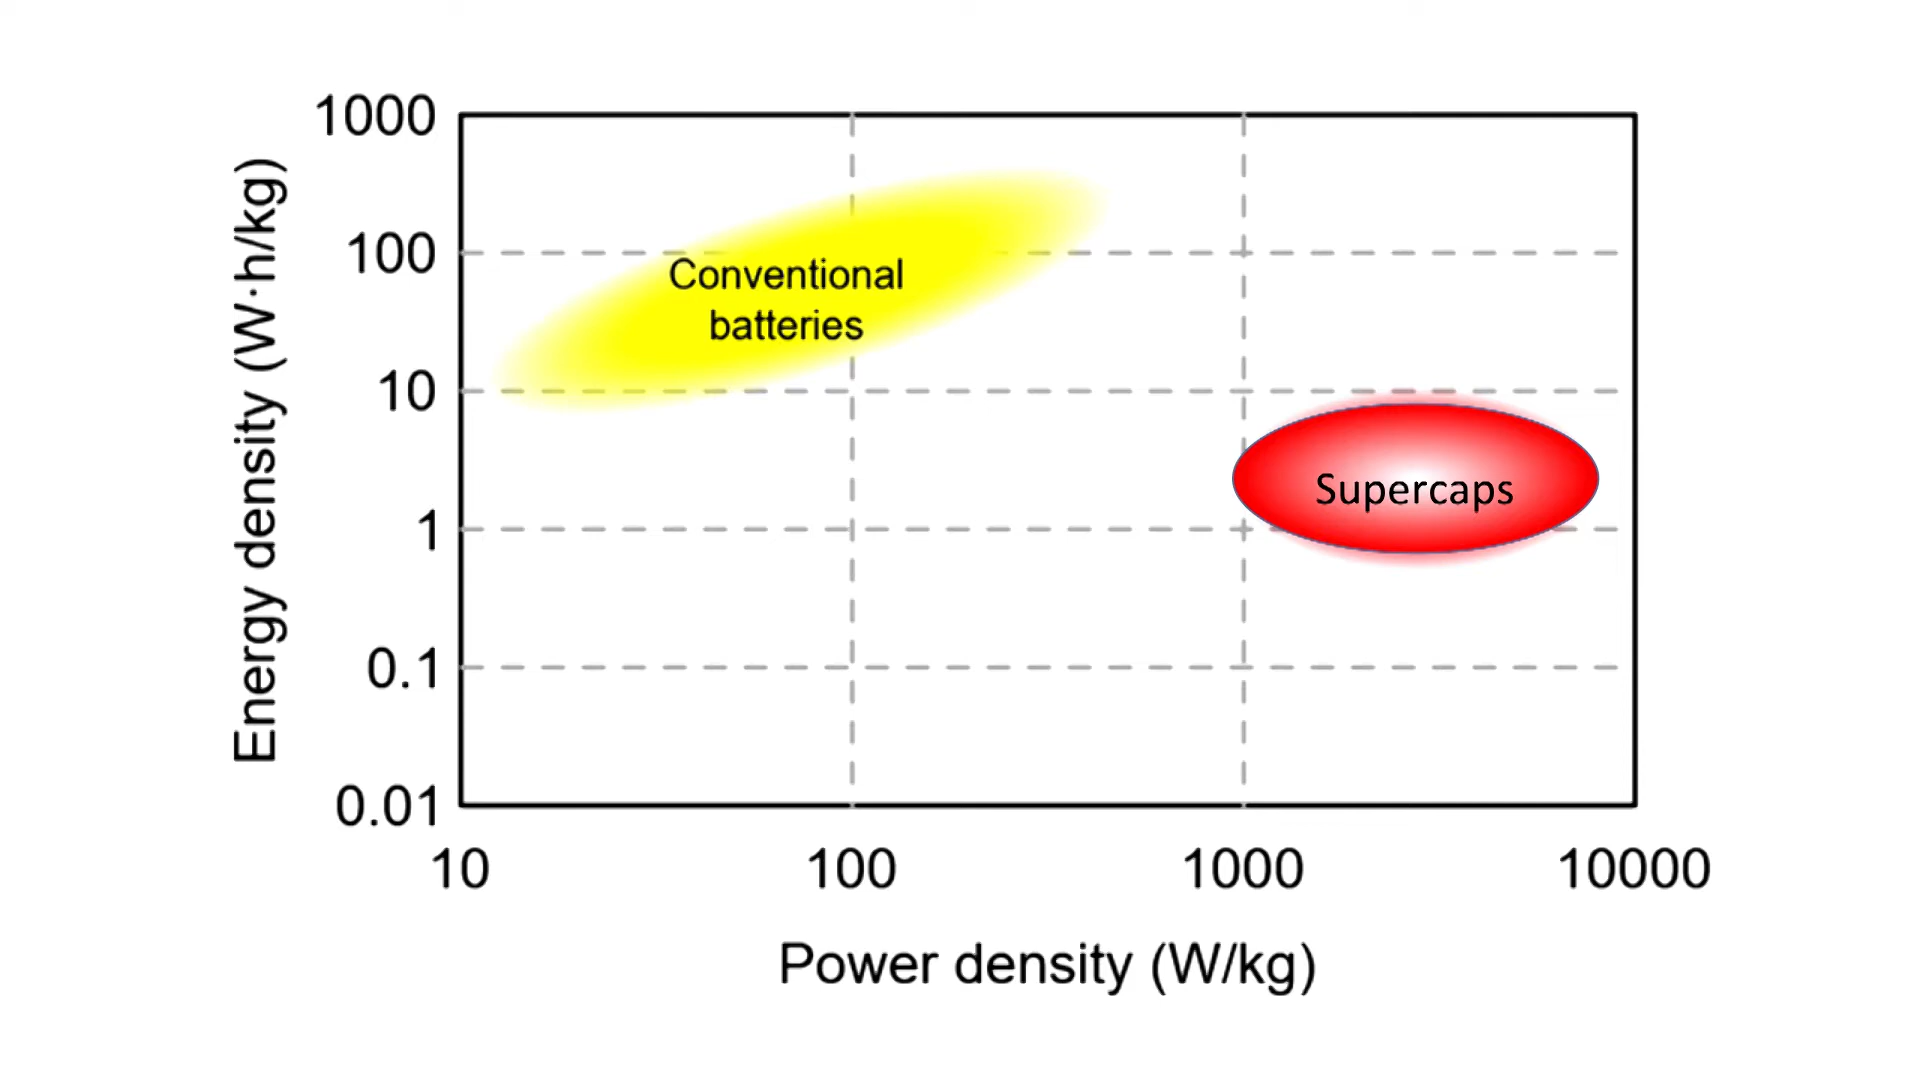 1000
100
10
1
0.1
0.01
Energy density (W·h/kg)
Conventional
batteries
Supercaps
10
100
1000
10000
Power density (W/kg)